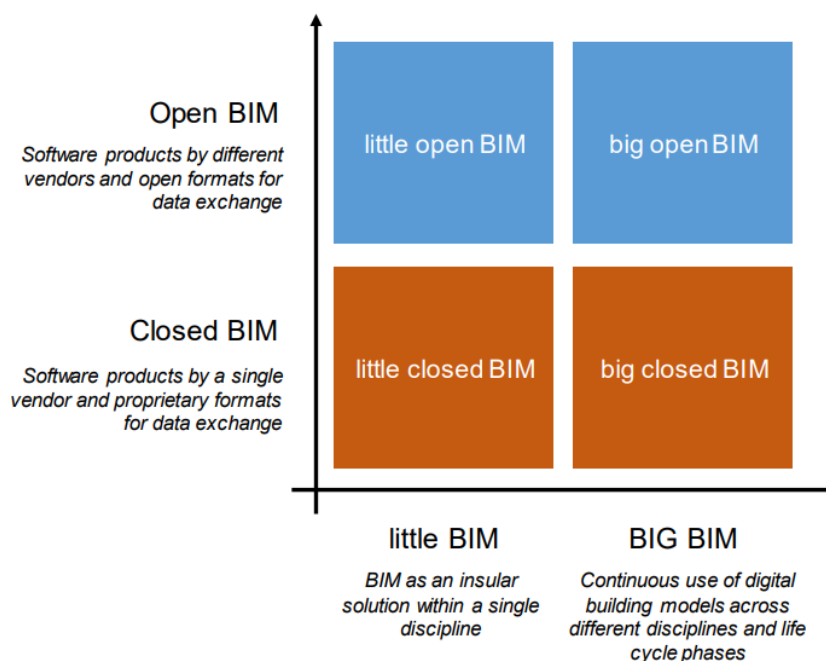 Open BIM
Software products by different
vendors and open formats for
data exchange
little open BIM
big open BIM
Closed BIM
Software products by a single
vendor and proprietary formats
for data exchange
little closed BIM
big closed BIM
little BIM
BIM as an insular
solution within a single
discipline
BIG BIM
Continuous use of digital
building models across
different disciplines and life
cycle phases